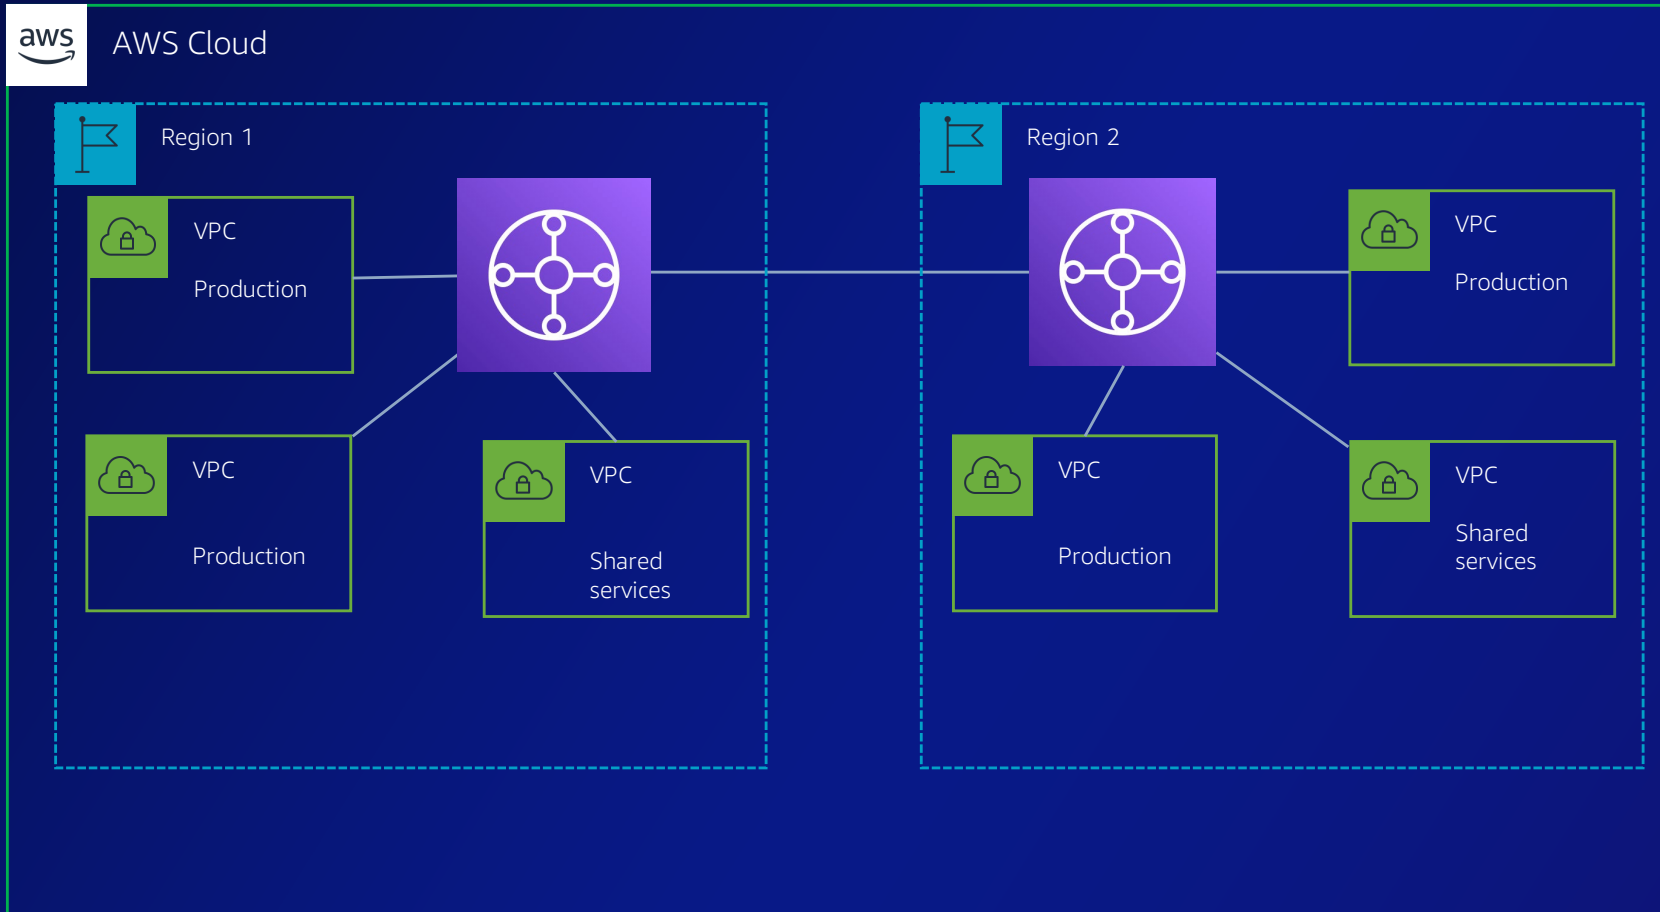 aws
AWS Cloud
Region 1
VPC
Production
VPC
Production
VPC
Shared
services
Region 2
VPC
Production
VPC
Production
VPC
Shared
services